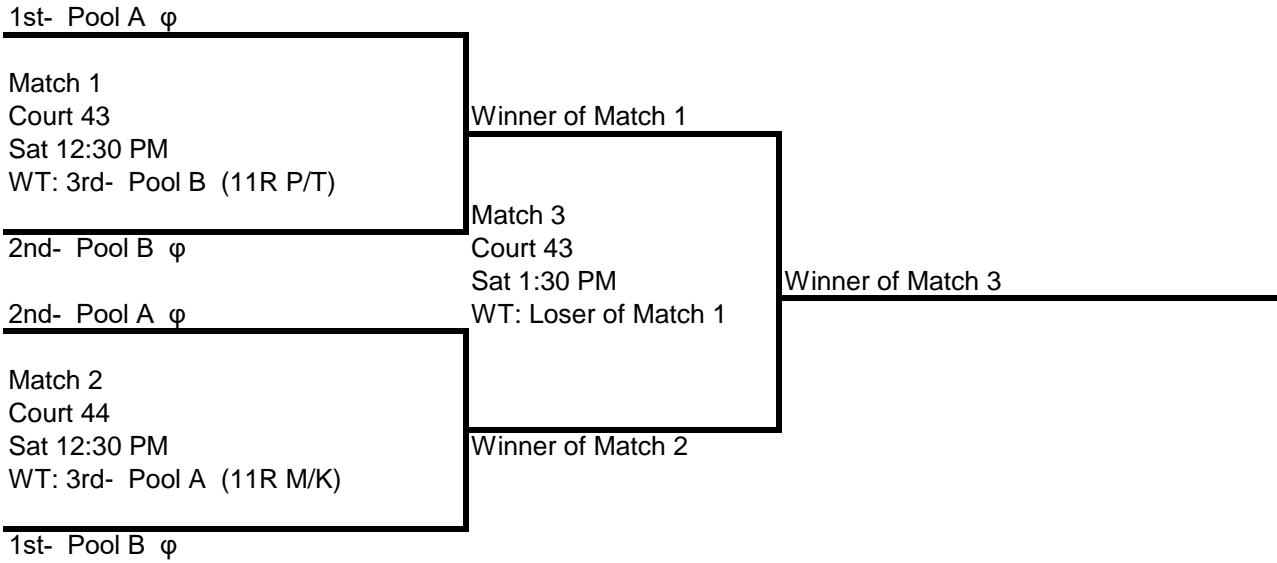 1st- Pool A φ
Match 1
Court 43
Sat 12:30 PM
WT: 3rd- Pool B (11R P/T)
2nd- Pool B φ
Winner of Match 1
Match 3
Court 43
Sat 1:30 PM
WT: Loser of Match 1
Winner of Match 3
2nd- Pool A φ
Match 2
Court 44
Sat 12:30 PM
WT: 3rd- Pool A (11R M/K)
1st- Pool B φ
Winner of Match 2